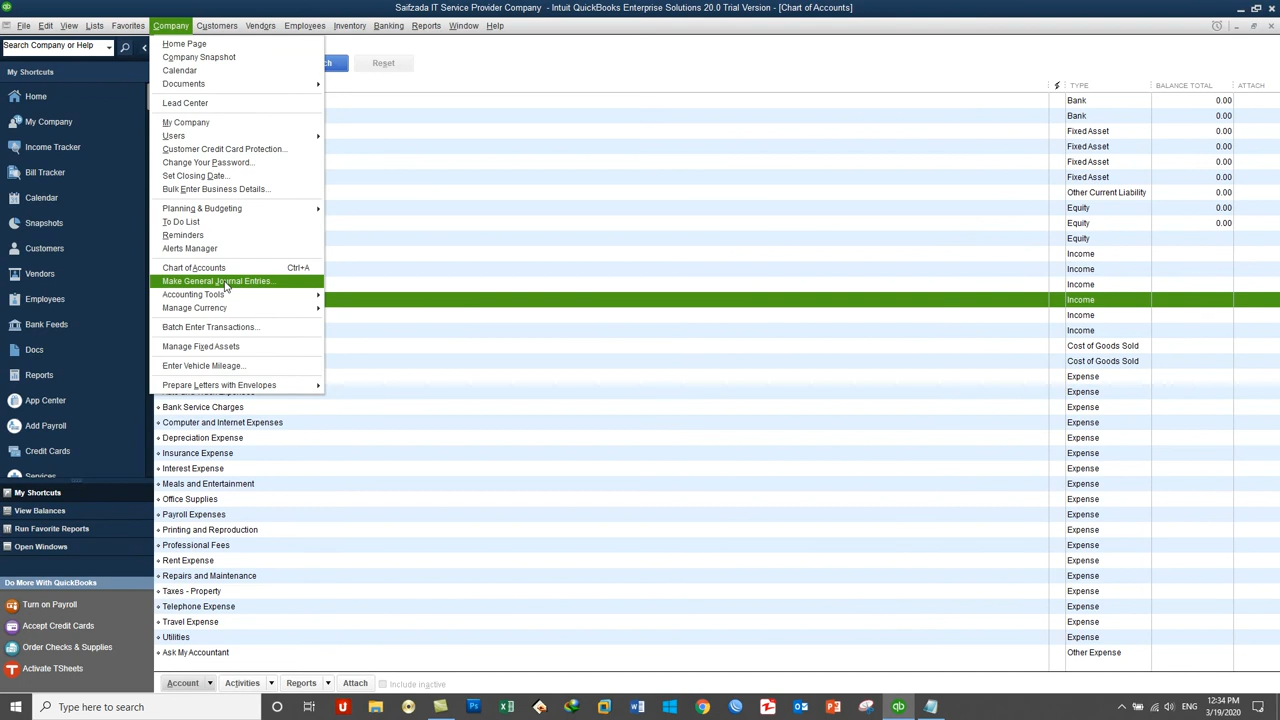 Saifzada IT Service Provider Company - Intuit QuickBooks Enterprise Solutions 20.0 Trial Version - [Chart of Accounts]
File Edit View Lists Favorites Company Customers Vendors Employees Inventory Banking Reports Window Help
Search Company or Help
My Shortcuts
Home
My Company
Income Tracker
Bill Tracker
Calendar
Snapshots
Customers
Vendors
Employees
Bank Feeds
Docs
Reports
App Center
Add Payroll
Credit Cards
Services
My Shortcuts
View Balances
Run Favorite Reports
Open Windows
Do More With QuickBooks
Turn on Payroll
Accept Credit Cards
Order Checks & Supplies
Activate TSheets
Home Page
Company Snapshot
Calendar
Documents
Lead Center
My Company
Users
Customer Credit Card Protection...
Change Your Password...
Set Closing Date...
Bulk Enter Business Details...
Planning & Budgeting
To Do List
Reminders
Alerts Manager
Chart of Accounts Ctrl+A
Make General Journal Entries...
Accounting Tools
Manage Currency
Batch Enter Transactions...
Manage Fixed Assets
Enter Vehicle Mileage...
Prepare Letters with Envelopes
Reset
TYPE BALANCE TOTAL ATTACH
Bank 0.00
Bank 0.00
Fixed Asset 0.00
Fixed Asset 0.00
Fixed Asset 0.00
Fixed Asset 0.00
Other Current Liability 0.00
Equity 0.00
Equity 0.00
Equity
Income
Income
Income
Income
Income
Income
Cost of Goods Sold
Cost of Goods Sold
Expense
Expense
Bank Service Charges Expense
Computer and Internet Expenses Expense
Depreciation Expense Expense
Insurance Expense Expense
Interest Expense Expense
Meals and Entertainment Expense
Office Supplies Expense
Payroll Expenses Expense
Printing and Reproduction Expense
Professional Fees Expense
Rent Expense Expense
Repairs and Maintenance Expense
Taxes - Property Expense
Telephone Expense Expense
Travel Expense Expense
Utilities Expense
Ask My Accountant Other Expense
Account Activities Reports Attach Include inactive
Type here to search
12:34 PM
3/19/2020